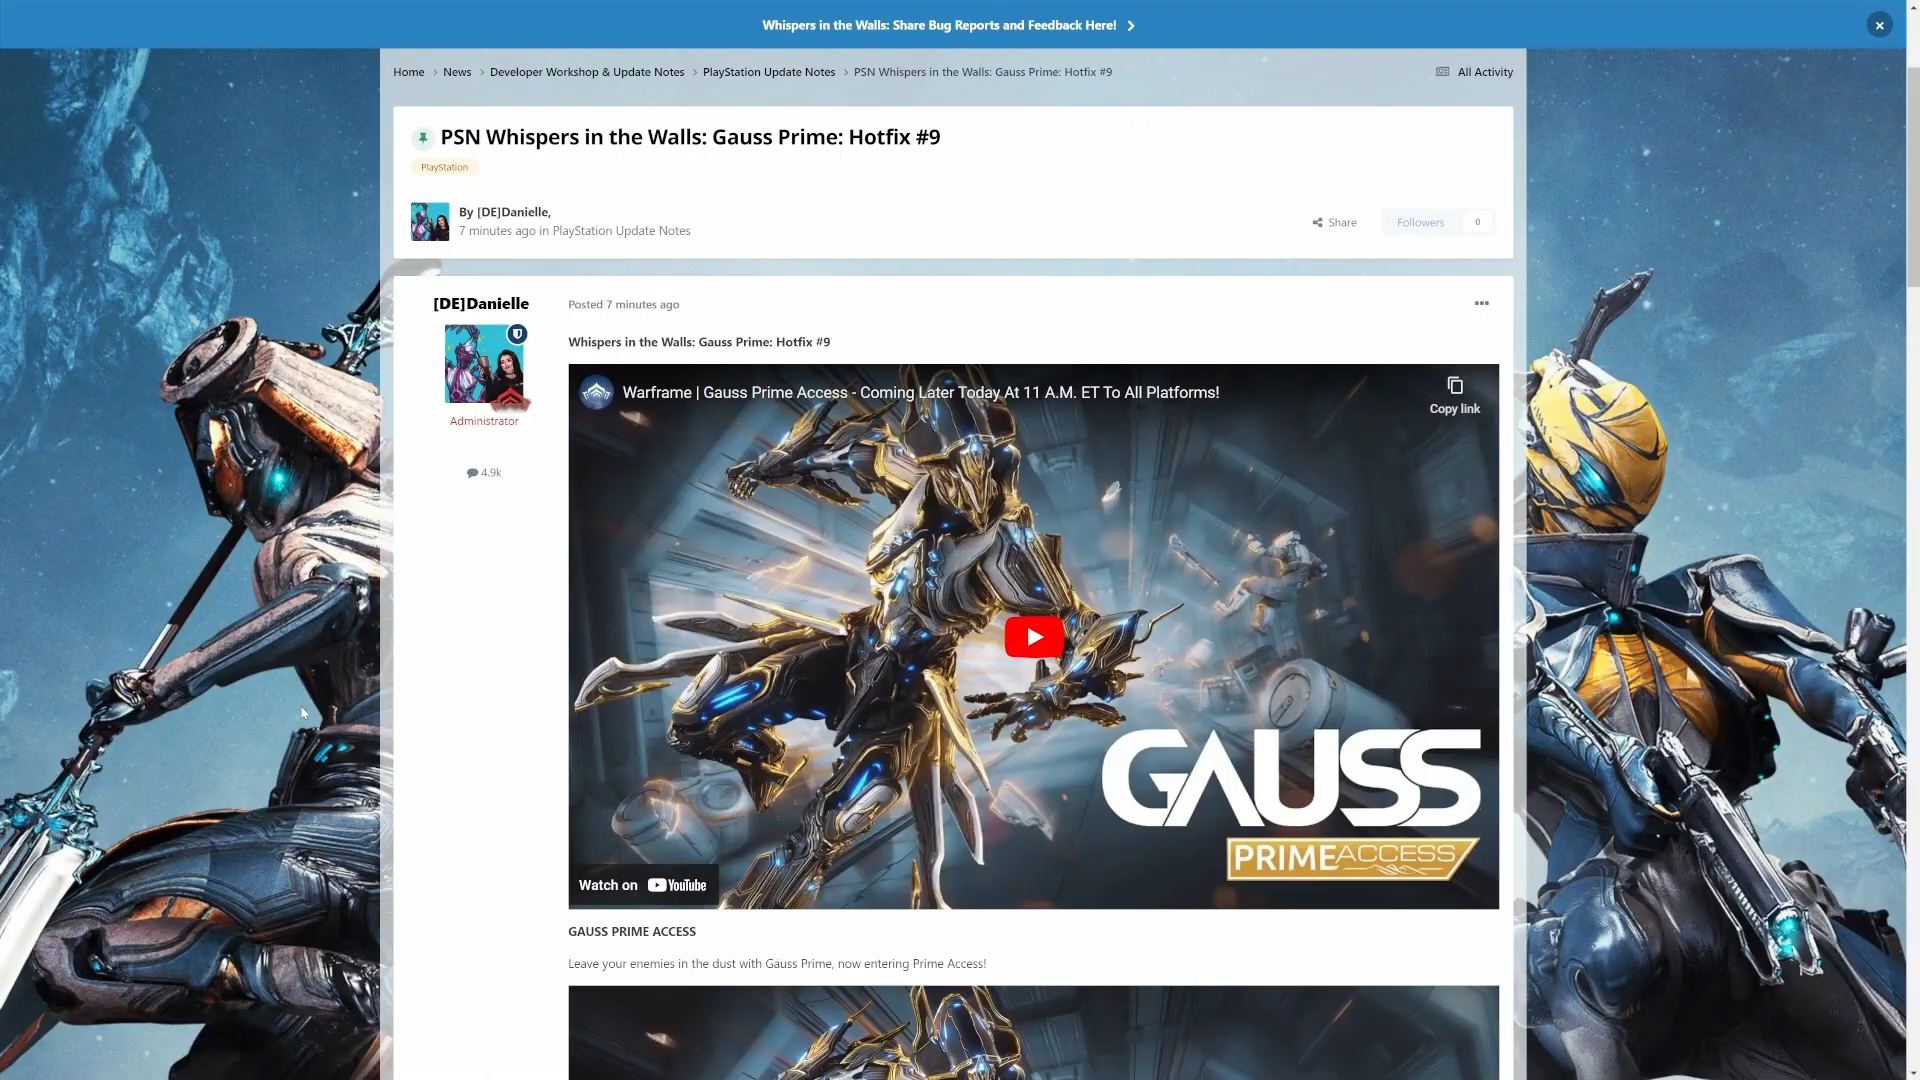 Whispers in the Walls: Share Bug Reports and Feedback Here!
Home > News > Developer Workshop & Update Notes > PlayStation Update Notes > PSN Whispers in the Walls: Gauss Prime: Hotfix #9
All Activity
PSN Whispers in the Walls: Gauss Prime: Hotfix #9
PlayStation
By [DE]Danielle,
7 minutes ago in PlayStation Update Notes
Share
Followers 0
[DE]Danielle
Administrator
4.9k
Posted 7 minutes ago
Whispers in the Walls: Gauss Prime: Hotfix #9
Warframe | Gauss Prime Access - Coming Later Today At 11 A.M. ET To All Platforms!
Copy link
GAUSS
PRIME ACCESS
Watch on YouTube
GAUSS PRIME ACCESS
Leave your enemies in the dust with Gauss Prime, now entering Prime Access!